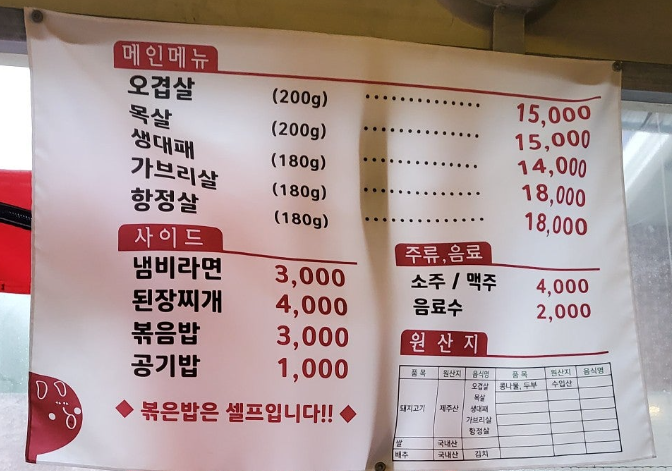 메인메뉴
오겹살 (200g) 15,000
목살 (200g) 15,000
생대패 (180g) 14,000
가브리살 (180g) 18,000
항정살 (180g) 18,000
사이드
냄비라면 3,000
된장찌개 4,000
볶음밥 3,000
공기밥 1,000
◆ 볶은밥은 셀프입니다!! ◆
주류,음료
소주 / 맥주 4,000
음료수 2,000
원산지
품목 원산지 음식명 품목 원산지 음식명
돼지고기 제주산 오겹살 콩나물,두부 수입산
목살
생대패
가브리살
항정살
쌀 국내산
배추 국내산 김치